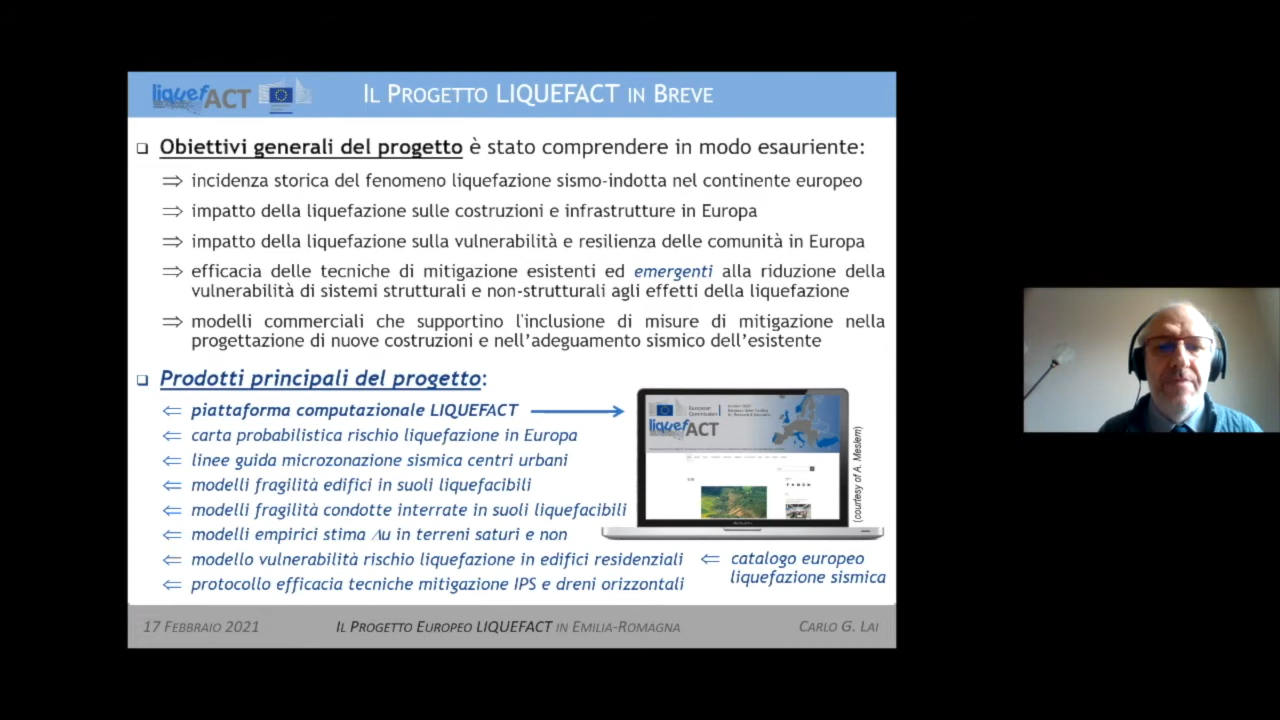 liquefACT
IL PROGETTO LIQUEFACT IN BREVE
Obiettivi generali del progetto è stato comprendere in modo esauriente:
⇒ incidenza storica del fenomeno liquefazione sismo-indotta nel continente europeo
⇒ impatto della liquefazione sulle costruzioni e infrastrutture in Europa
⇒ impatto della liquefazione sulla vulnerabilità e resilienza delle comunità in Europa
⇒ efficacia delle tecniche di mitigazione esistenti ed emergenti alla riduzione della
vulnerabilità di sistemi strutturali e non-strutturali agli effetti della liquefazione
⇒ modelli commerciali che supportino l'inclusione di misure di mitigazione nella
progettazione di nuove costruzioni e nell’adeguamento sismico dell’esistente
Prodotti principali del progetto:
⇐ piattaforma computazionale LIQUEFACT
⇐ carta probabilistica rischio liquefazione in Europa
⇐ linee guida microzonazione sismica centri urbani
⇐ modelli fragilità edifici in suoli liquefacibili
⇐ modelli fragilità condotte interrate in suoli liquefacibili
⇐ modelli empirici stima Δu in terreni saturi e non
⇐ modello vulnerabilità rischio liquefazione in edifici residenziali
⇐ protocollo efficacia tecniche mitigazione IPS e dreni orizzontali
European
Commission
liquefACT
(courtesy of A. Meslem)
⇐ catalogo europeo
liquefazione sismica
17 FEBBRAIO 2021
IL PROGETTO EUROPEO LIQUEFACT IN EMILIA-ROMAGNA
CARLO G. LAI